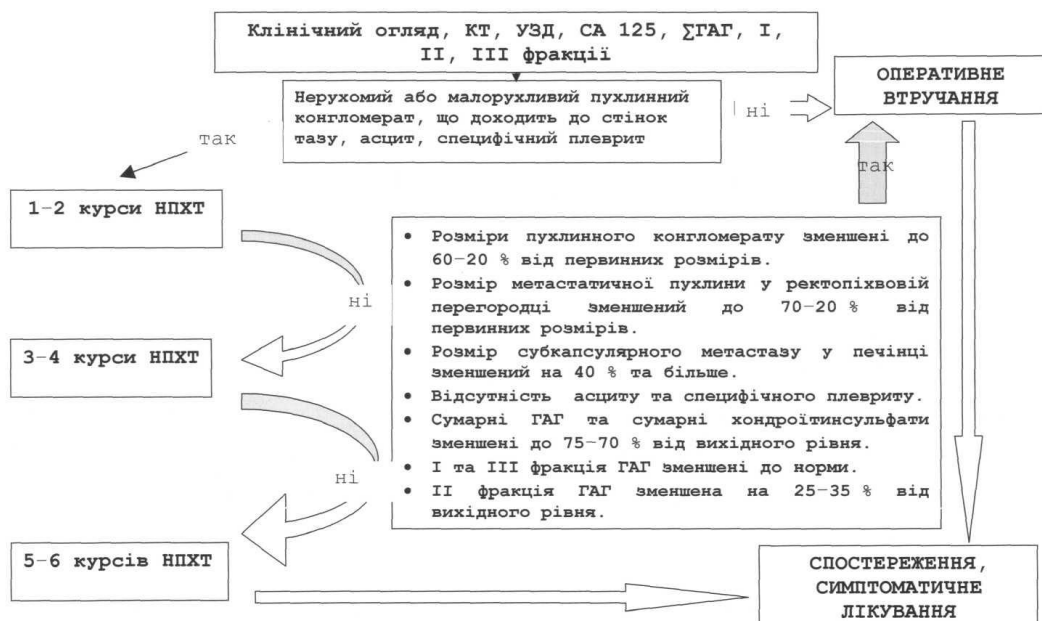 Клінічний огляд, КТ, УЗД, СА 125, ∑ГАГ, І,
ІІ, ІІІ фракції
ОПЕРАТИВНЕ
ВТРУЧАННЯ
Нерухомий або малорухливий пухлинний
конгломерат, що доходить до стінок
тазу, асцит, специфічний плеврит
ні
так
так
1–2 курси НПХТ
• Розміри пухлинного конгломерату зменшені до
60–20 % від первинних розмірів.
• Розмір метастатичної пухлини у ректопіхвовій
перегородці зменшений до 70–20 % від
первинних розмірів.
• Розмір субкапсулярного метастазу у печінці
зменшений на 40 % та більше.
• Відсутність асциту та специфічного плевриту.
• Сумарні ГАГ та сумарні хондроїтинсульфати
зменшені до 75–70 % від вихідного рівня.
• І та ІІІ фракція ГАГ зменшені до норми.
• ІІ фракція ГАГ зменшена на 25–35 % від
вихідного рівня.
ні
3–4 курси НПХТ
ні
5–6 курсів НПХТ
СПОСТЕРЕЖЕННЯ,
СИМПТОМАТИЧНЕ
ЛІКУВАННЯ